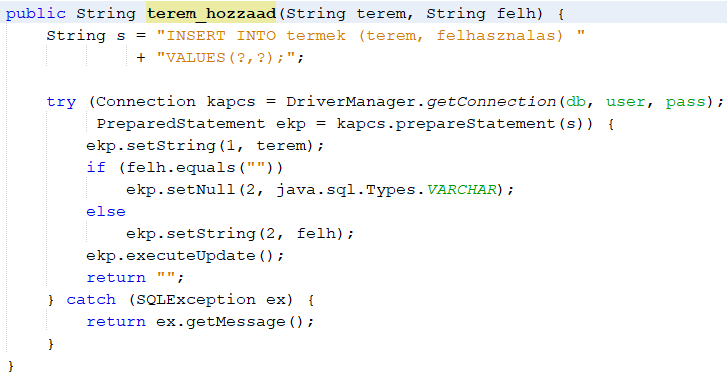 public String terem_hozzaad(String terem, String felh) {
    String s = "INSERT INTO termek (terem, felhasznalas) "
             + "VALUES(?,?);";

    try (Connection kapcs = DriverManager.getConnection(db, user, pass);
         PreparedStatement ekp = kapcs.prepareStatement(s)) {
        ekp.setString(1, terem);
        if (felh.equals(""))
            ekp.setNull(2, java.sql.Types.VARCHAR);
        else
            ekp.setString(2, felh);
        ekp.executeUpdate();
        return "";
    } catch (SQLException ex) {
        return ex.getMessage();
    }
}